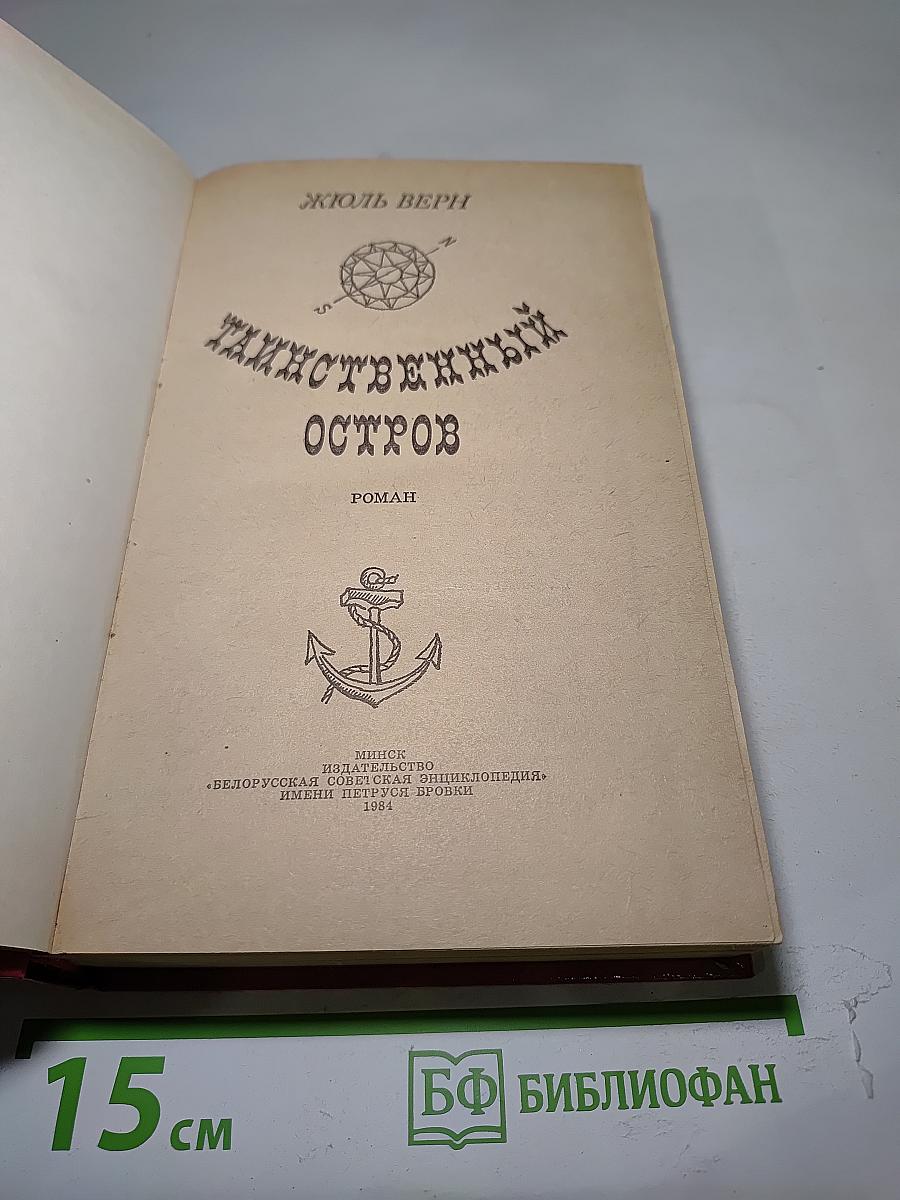 ЖЮЛЬ ВЕРН
N
S
ТАИНСТВЕННЫЙ
ОСТРОВ
РОМАН
МИНСК
ИЗДАТЕЛЬСТВО
«БЕЛОРУССКАЯ СОВЕТСКАЯ ЭНЦИКЛОПЕДИЯ»
ИМЕНИ ПЕТРУСЯ БРОВКИ
1984
15 см
БФ БИБЛИОФАН